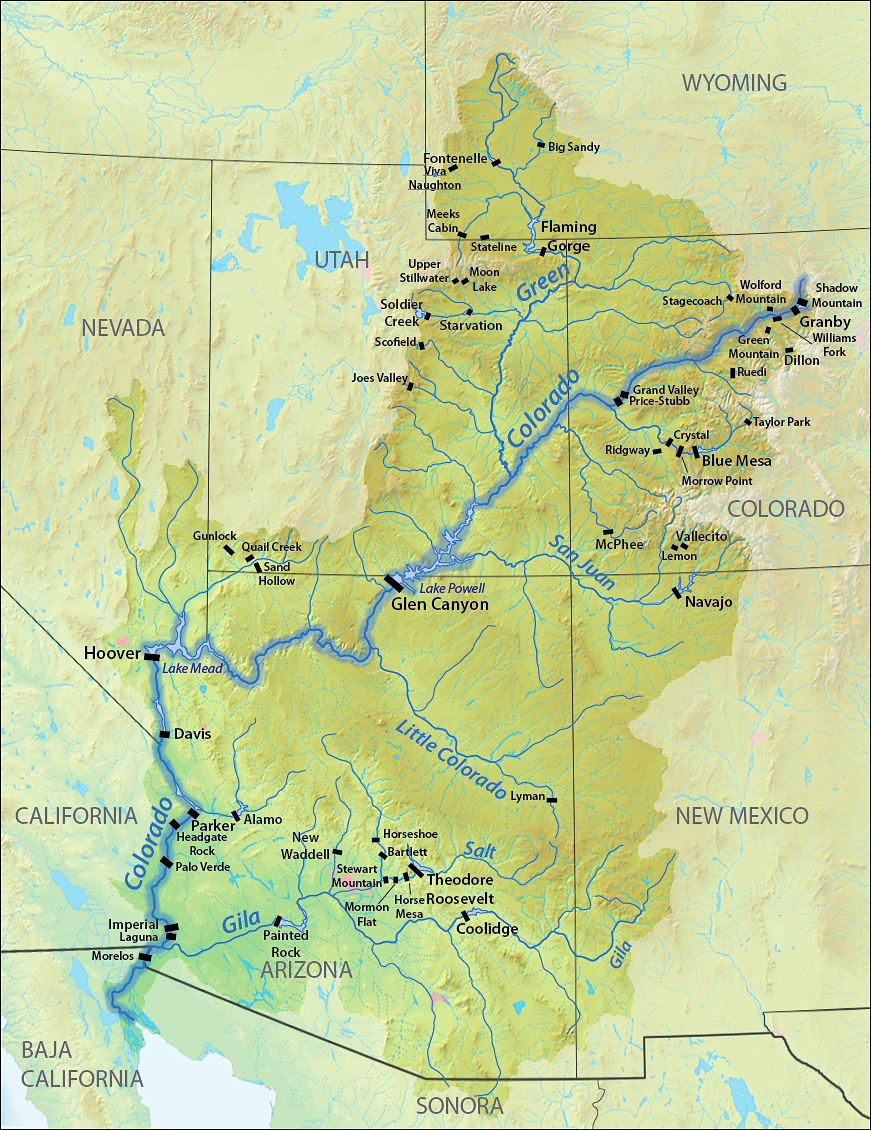 WYOMING
Big Sandy
Fontenelle
Viva
Naughton
Meeks
Cabin
Stateline
Flaming
Gorge
UTAH
Upper
Stillwater
Moon
Lake
Green
Soldier
Creek
Starvation
Scofield
Joes Valley
NEVADA
Stagecoach
Wolford
Mountain
Shadow
Mountain
Granby
Williams
Fork
Green
Mountain
Dillon
Ruedi
Grand Valley
Price-Stubb
Colorado
Taylor Park
Crystal
Ridgway
Blue Mesa
Morrow Point
COLORADO
McPhee
Vallecito
Lemon
San Juan
Navajo
Gunlock
Quail Creek
Sand
Hollow
Lake Powell
Glen Canyon
Hoover
Lake Mead
Davis
Little Colorado
Lyman
CALIFORNIA
NEW MEXICO
Colorado
Parker
Headgate
Rock
Palo Verde
Alamo
New
Waddell
Horseshoe
Bartlett
Salt
Stewart
Mountain
Mormon
Flat
Horse
Mesa
Theodore
Roosevelt
Coolidge
Imperial
Laguna
Morelos
Gila
Painted
Rock
Gila
ARIZONA
BAJA
CALIFORNIA
SONORA